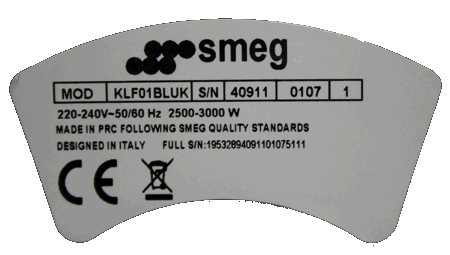 smeg
MOD KLF01BLUK S/N 40911 0107 1
220-240V~50/60 Hz 2500-3000 W
MADE IN PRC FOLLOWING SMEG QUALITY STANDARDS
DESIGNED IN ITALY FULL S/N:19532894091101075111
CE